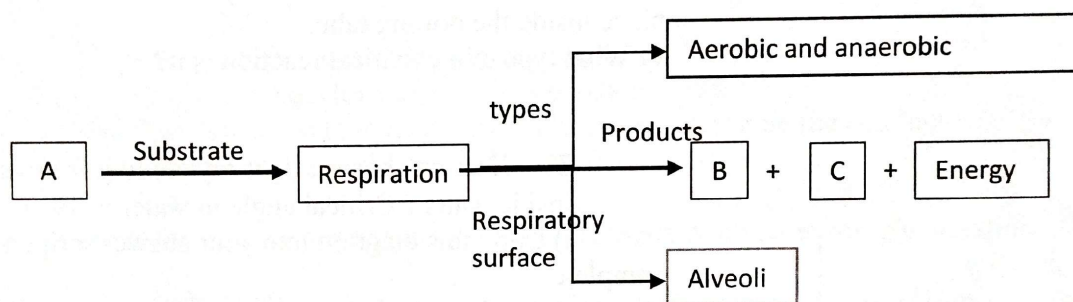 Aerobic and anaerobic
types
Products
A
Substrate
Respiration
B + C + Energy
Respiratory
surface
Alveoli